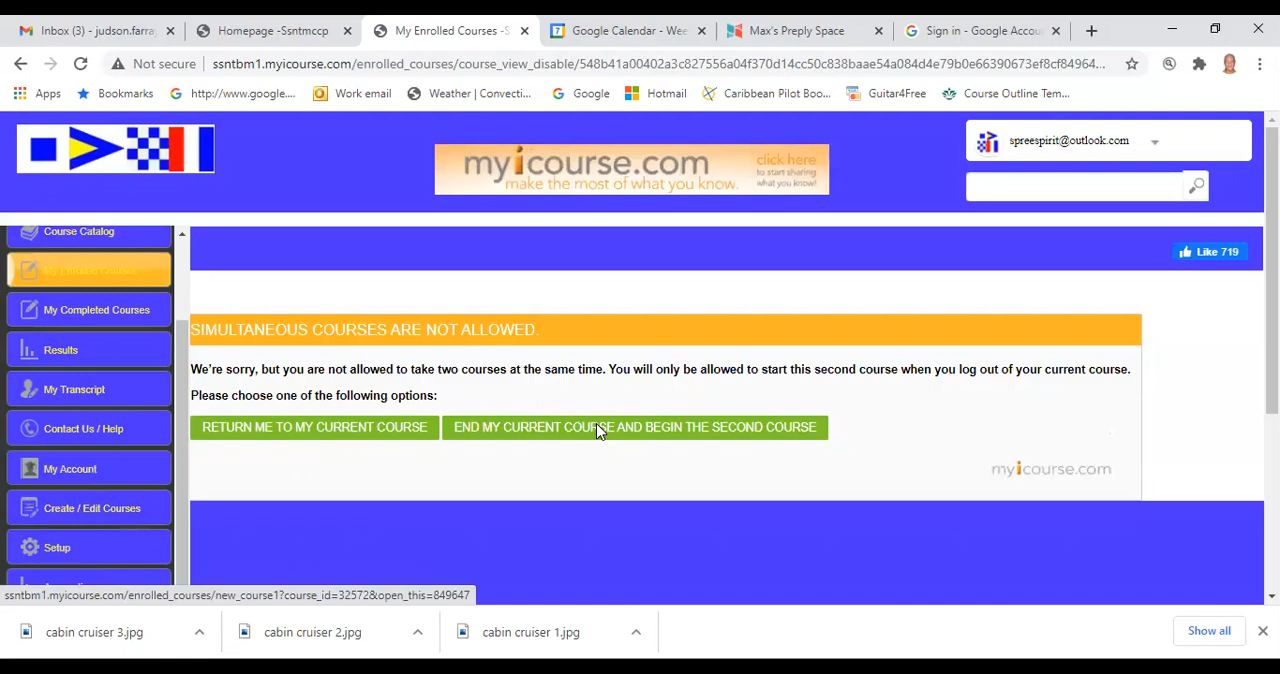 Inbox (3) - judson.farra
Homepage -Ssntmccp
My Enrolled Courses -S
Google Calendar - Wee
Max's Preply Space
Sign in - Google Accou
Not secure
ssntbm1.myicourse.com/enrolled_courses/course_view_disable/548b41a00402a3c827556a04f370d14cc50c838baae54a084d4e79b0e66390673ef8cf84964...
Apps
Bookmarks
http://www.google....
Work email
Weather | Convecti...
Google
Hotmail
Caribbean Pilot Boo...
Guitar4Free
Course Outline Tem...
myicourse.com
make the most of what you know.
click here
to start sharing
what you know!
spreespirit@outlook.com
Course Catalog
My Enrolled Courses
My Completed Courses
Results
My Transcript
Contact Us / Help
My Account
Create / Edit Courses
Setup
Like 719
SIMULTANEOUS COURSES ARE NOT ALLOWED.
We're sorry, but you are not allowed to take two courses at the same time. You will only be allowed to start this second course when you log out of your current course.
Please choose one of the following options:
RETURN ME TO MY CURRENT COURSE
END MY CURRENT COURSE AND BEGIN THE SECOND COURSE
myicourse.com
ssntbm1.myicourse.com/enrolled_courses/new_course1?course_id=32572&open_this=849647
cabin cruiser 3.jpg
cabin cruiser 2.jpg
cabin cruiser 1.jpg
Show all